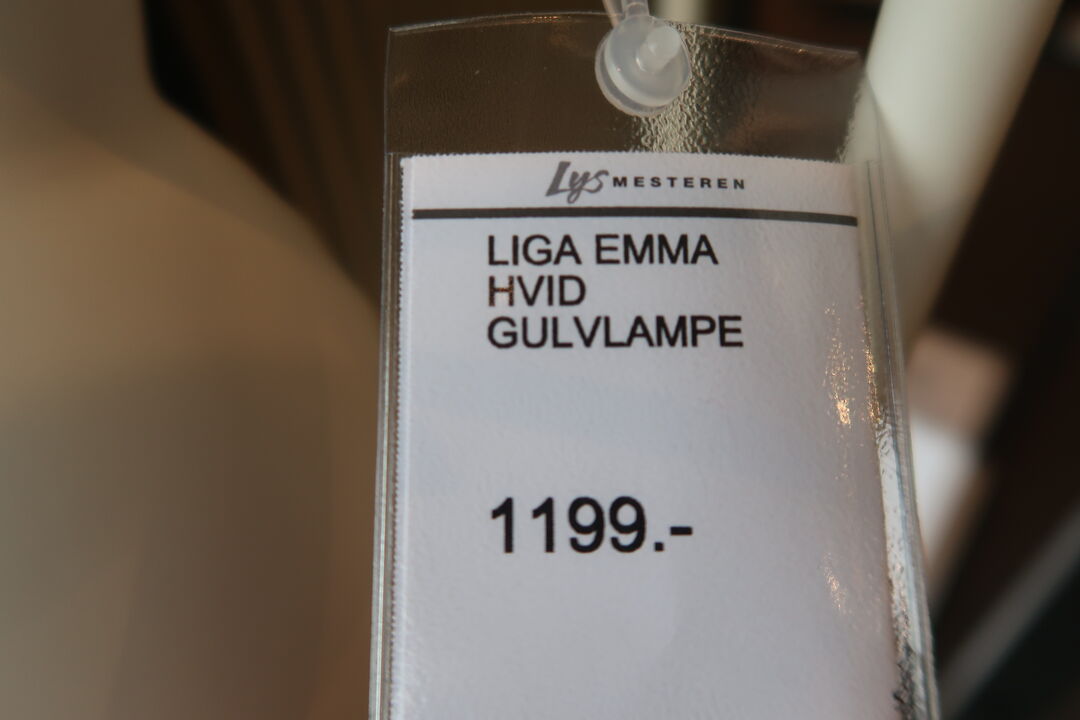 Lys MESTEREN
LIGA EMMA
HVID
GULVLAMPE
1199.-